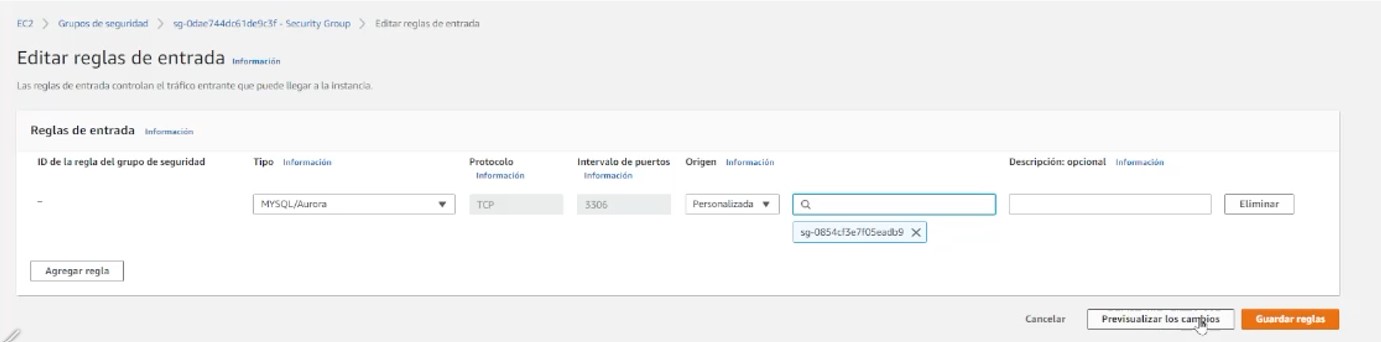 EC2 > Grupos de seguridad > sg-0dae744dc61de9c3f - Security Group > Editar reglas de entrada
Editar reglas de entrada Información
Las reglas de entrada controlan el tráfico entrante que puede llegar a la instancia.
Reglas de entrada Información
ID de la regla del grupo de seguridad Tipo Información Protocolo Información Intervalo de puertos Información Origen Información Descripción: opcional Información
– MYSQL/Aurora TCP 3306 Personalizada Eliminar
sg-0854cf3e7f05eadb9
Agregar regla
Cancelar Previsualizar los cambios Guardar reglas